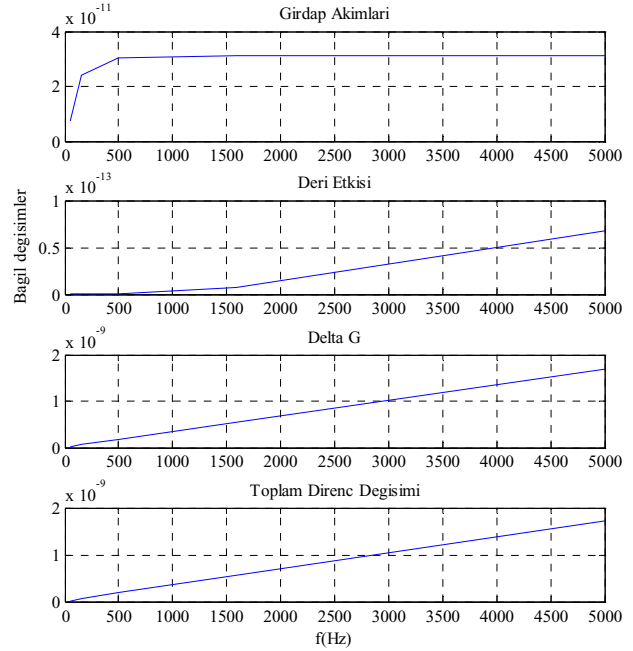 x 10⁻¹¹
Girdap Akimlari
4
2
0
0 500 1000 1500 2000 2500 3000 3500 4000 4500 5000
x 10⁻¹³
Deri Etkisi
1
0.5
0
0 500 1000 1500 2000 2500 3000 3500 4000 4500 5000
Bagil degisimler
x 10⁻⁹
Delta G
2
1
0
0 500 1000 1500 2000 2500 3000 3500 4000 4500 5000
x 10⁻⁹
Toplam Direnc Degisimi
2
1
0
0 500 1000 1500 2000 2500 3000 3500 4000 4500 5000
f(Hz)